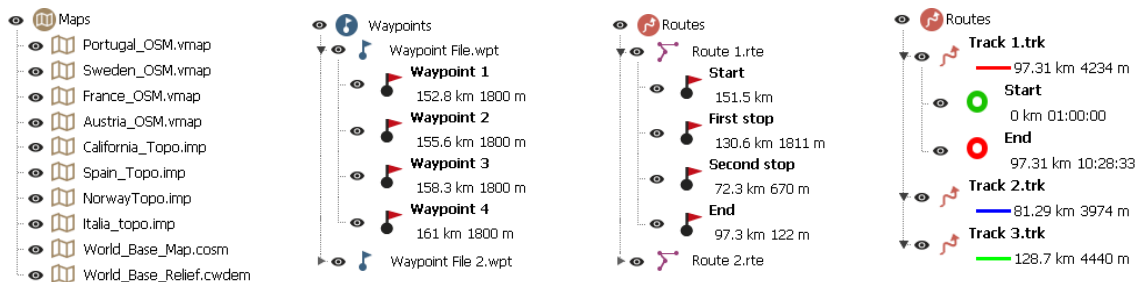 Maps
Portugal_OSM.vmap
Sweden_OSM.vmap
France_OSM.vmap
Austria_OSM.vmap
California_Topo.imp
Spain_Topo.imp
NorwayTopo.imp
Italia_topo.imp
World_Base_Map.cosm
World_Base_Relief.cwdem
Waypoints
Waypoint File.wpt
Waypoint 1
152.8 km 1800 m
Waypoint 2
155.6 km 1800 m
Waypoint 3
158.3 km 1800 m
Waypoint 4
161 km 1800 m
Waypoint File 2.wpt
Routes
Route 1.rte
Start
151.5 km
First stop
130.6 km 1811 m
Second stop
72.3 km 670 m
End
97.3 km 122 m
Route 2.rte
Routes
Track 1.trk
97.31 km 4234 m
Start
0 km 01:00:00
End
97.31 km 10:28:33
Track 2.trk
81.29 km 3974 m
Track 3.trk
128.7 km 4440 m